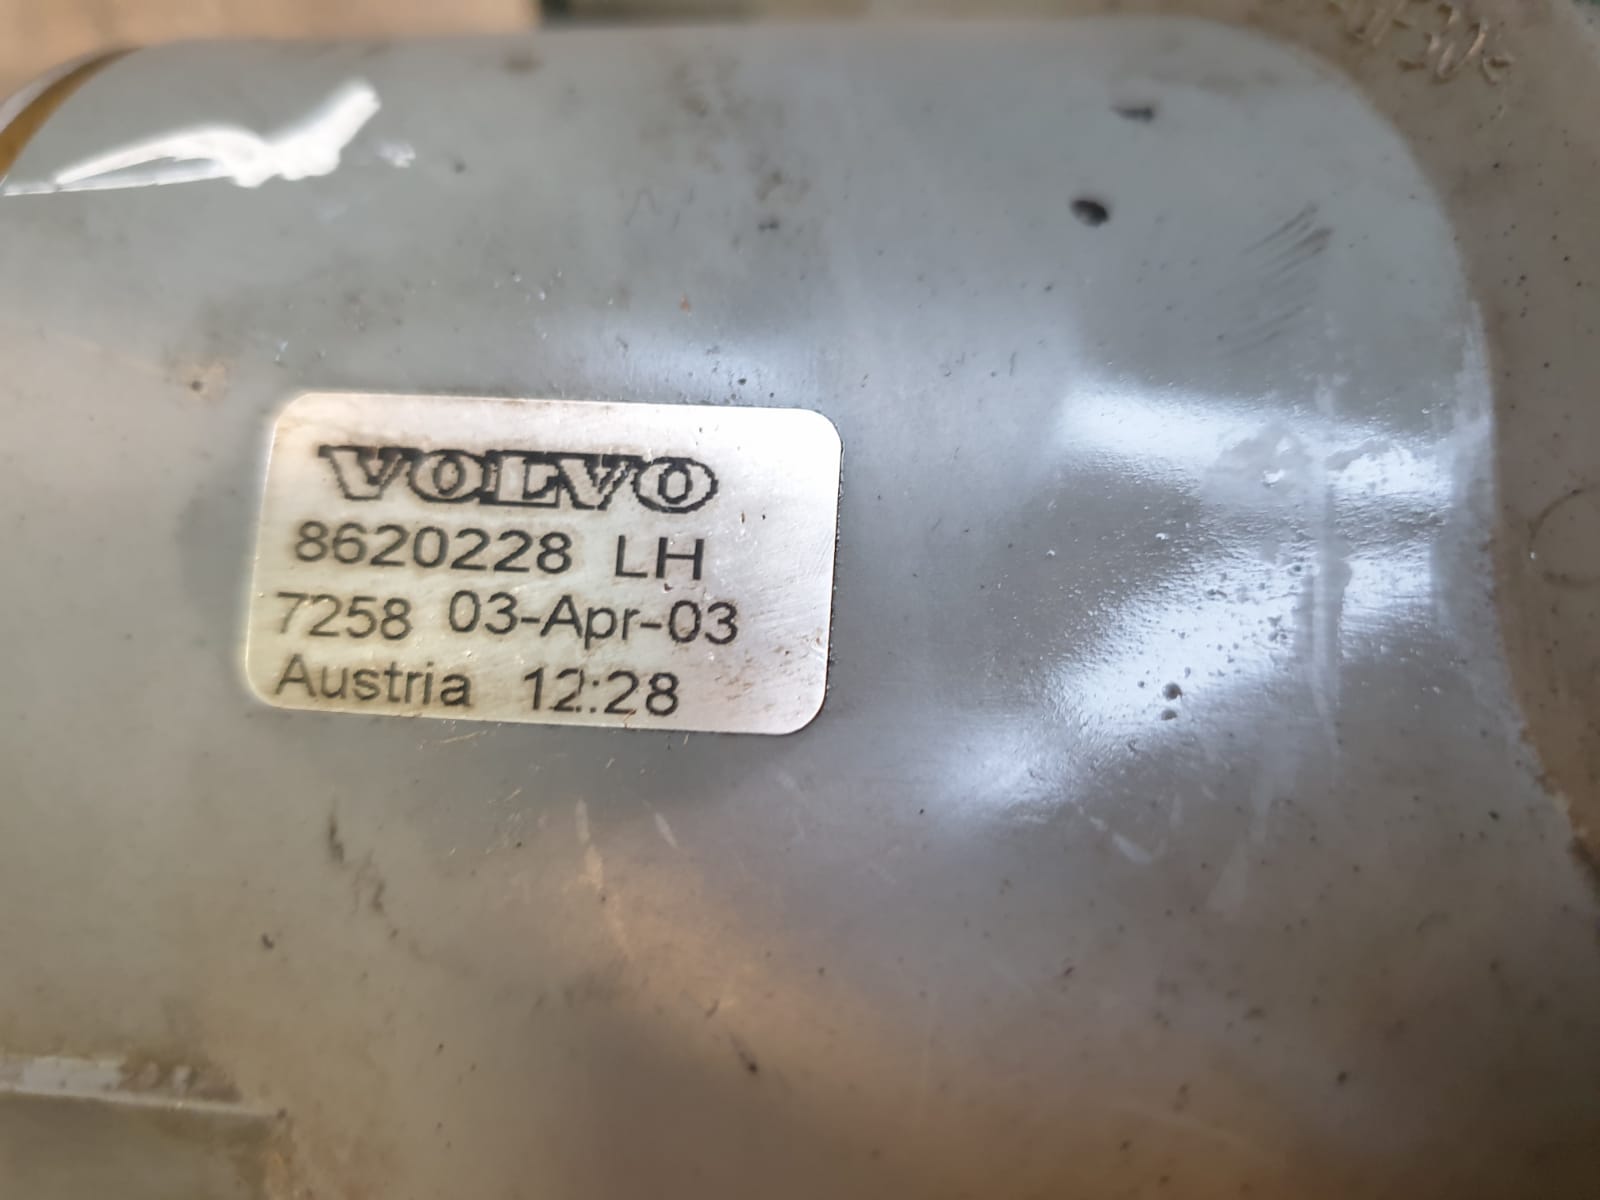 VOLVO
8620228 LH
7258 03-Apr-03
Austria 12:28